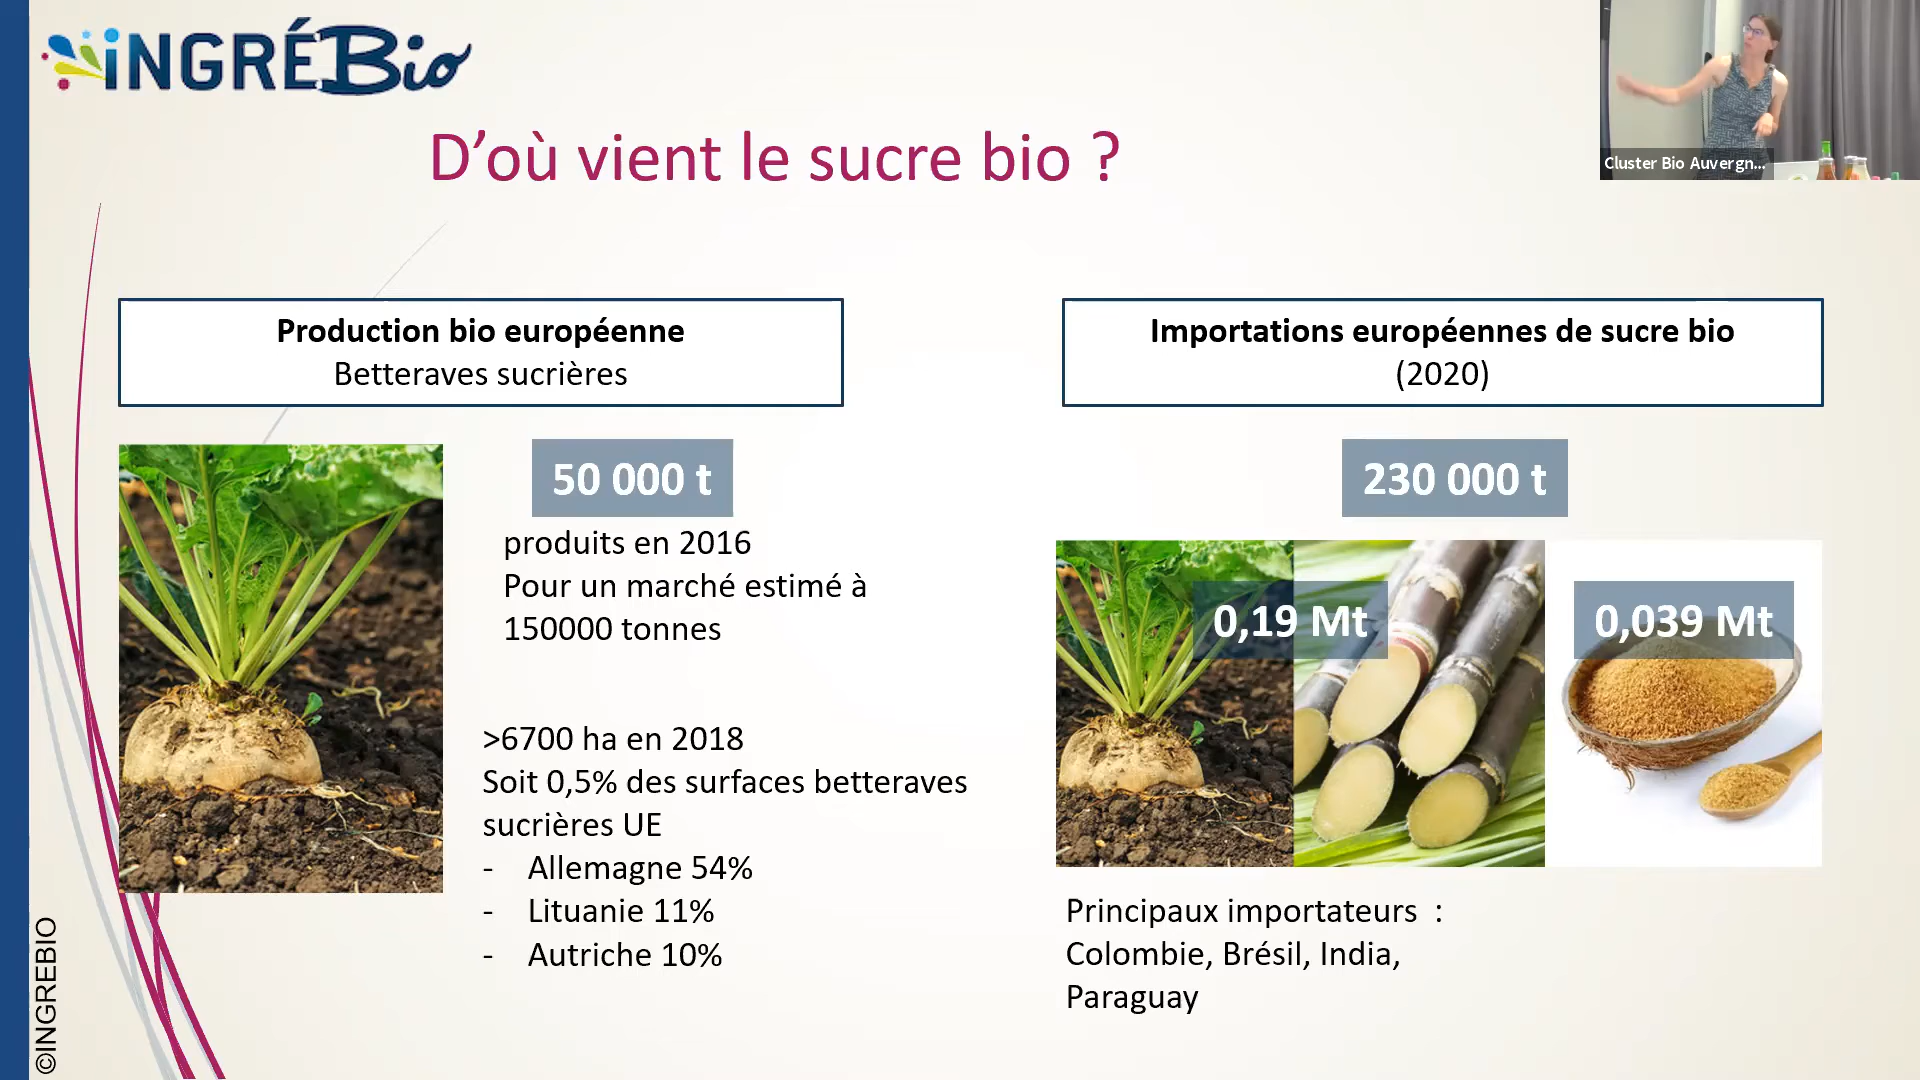 iNGRÉBio
Cluster Bio Auvergn...
D’où vient le sucre bio ?
Production bio européenne
Betteraves sucrières
50 000 t
produits en 2016
Pour un marché estimé à
150000 tonnes
>6700 ha en 2018
Soit 0,5% des surfaces betteraves
sucrières UE
- Allemagne 54%
- Lituanie 11%
- Autriche 10%
Importations européennes de sucre bio
(2020)
230 000 t
0,19 Mt
0,039 Mt
Principaux importateurs :
Colombie, Brésil, India,
Paraguay
©INGREBIO